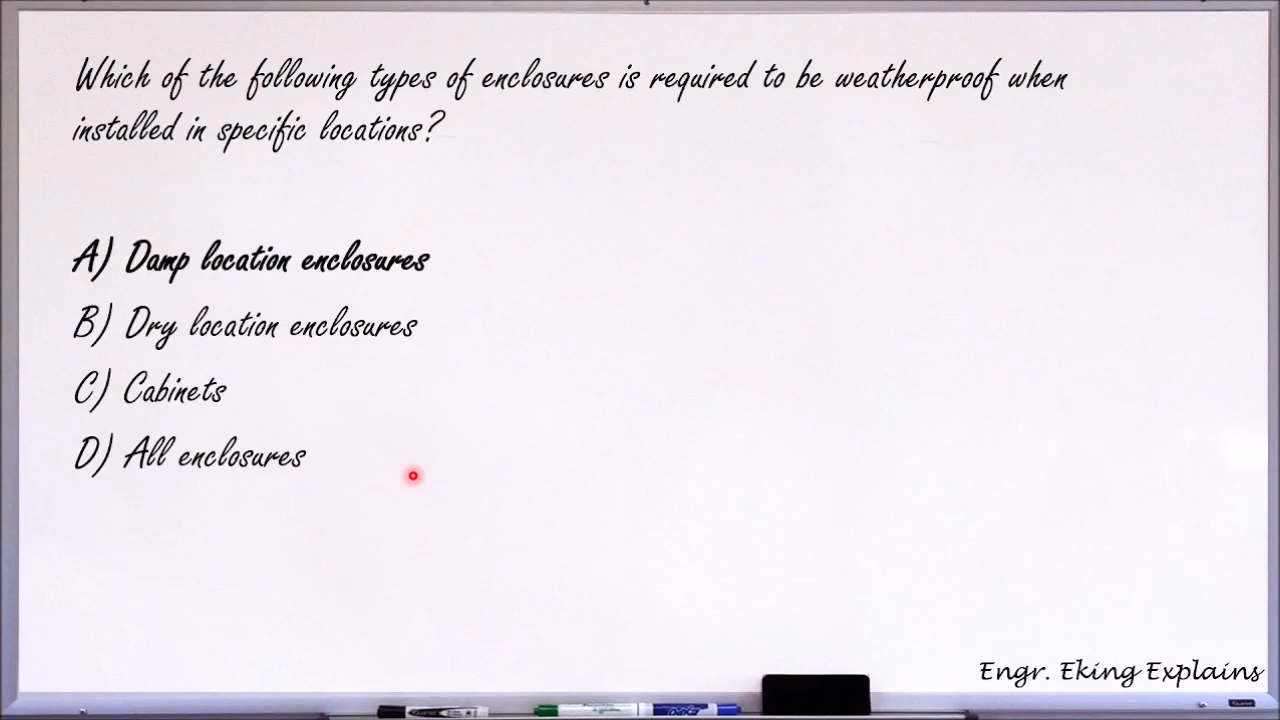 Which of the following types of enclosures is required to be weatherproof when
installed in specific locations?
A) Damp location enclosures
B) Dry location enclosures
C) Cabinets
D) All enclosures
Engr. Eking Explains